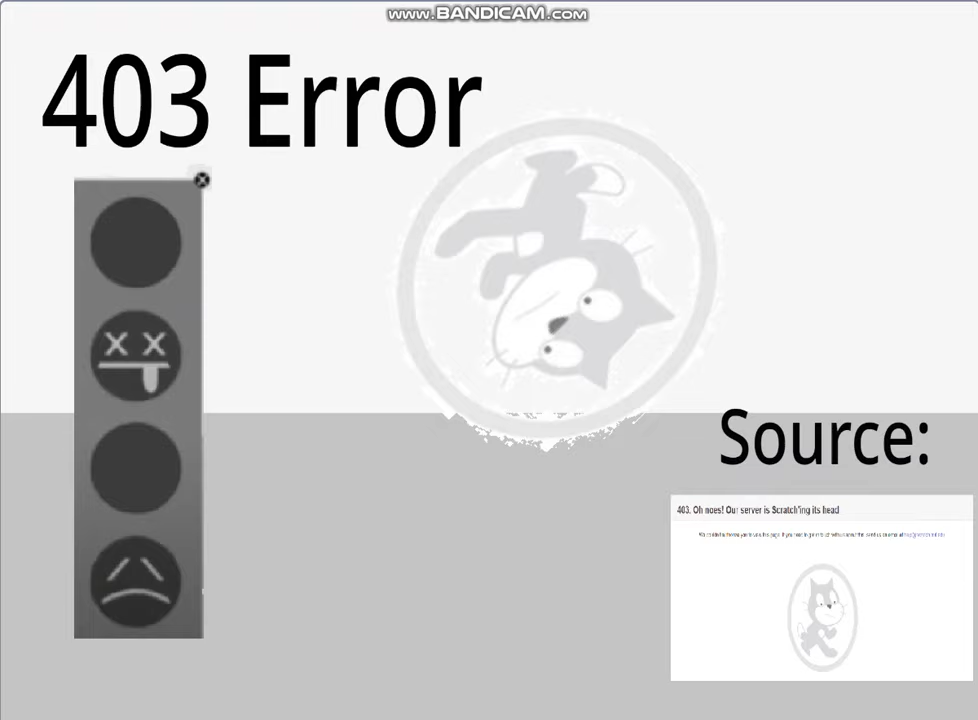 www.BANDICAM.com
403 Error
Source:
403. Oh noes! Our server is Scratch'ing its head